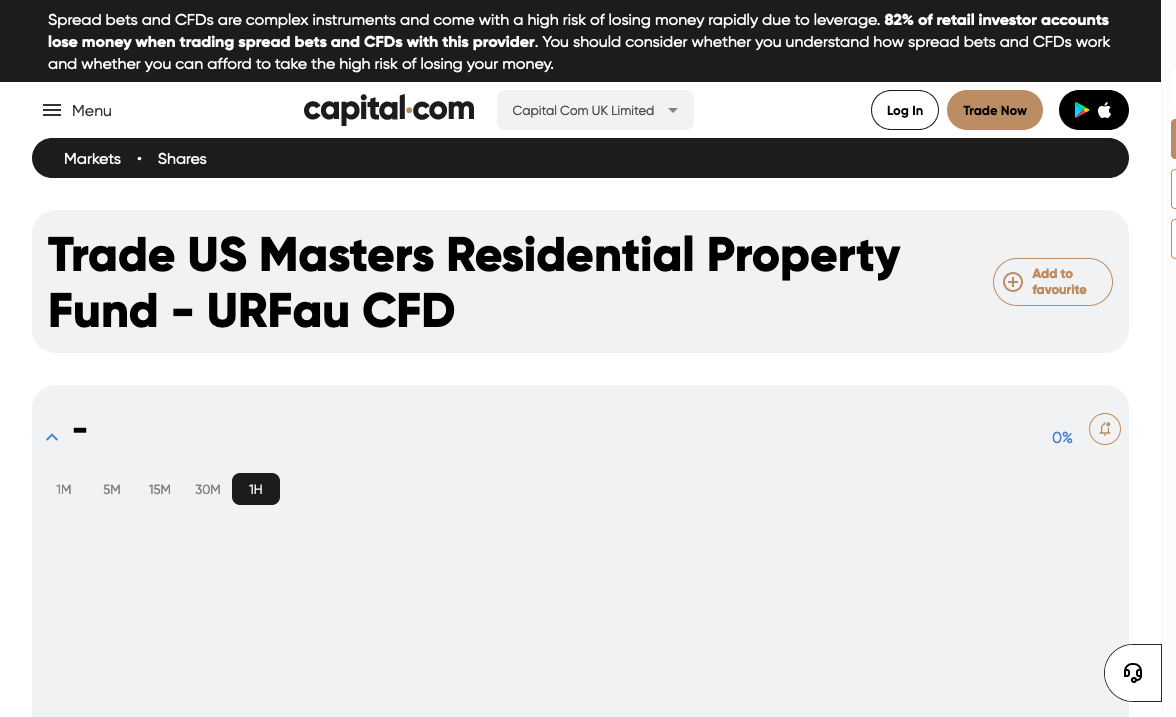 Spread bets and CFDs are complex instruments and come with a high risk of losing money rapidly due to leverage. 82% of retail investor accounts
lose money when trading spread bets and CFDs with this provider. You should consider whether you understand how spread bets and CFDs work
and whether you can afford to take the high risk of losing your money.
Menu
capital.com
Capital Com UK Limited
Log In
Trade Now
Markets • Shares
Trade US Masters Residential Property
Fund - URFau CFD
Add to
favourite
-
0%
1M 5M 15M 30M 1H